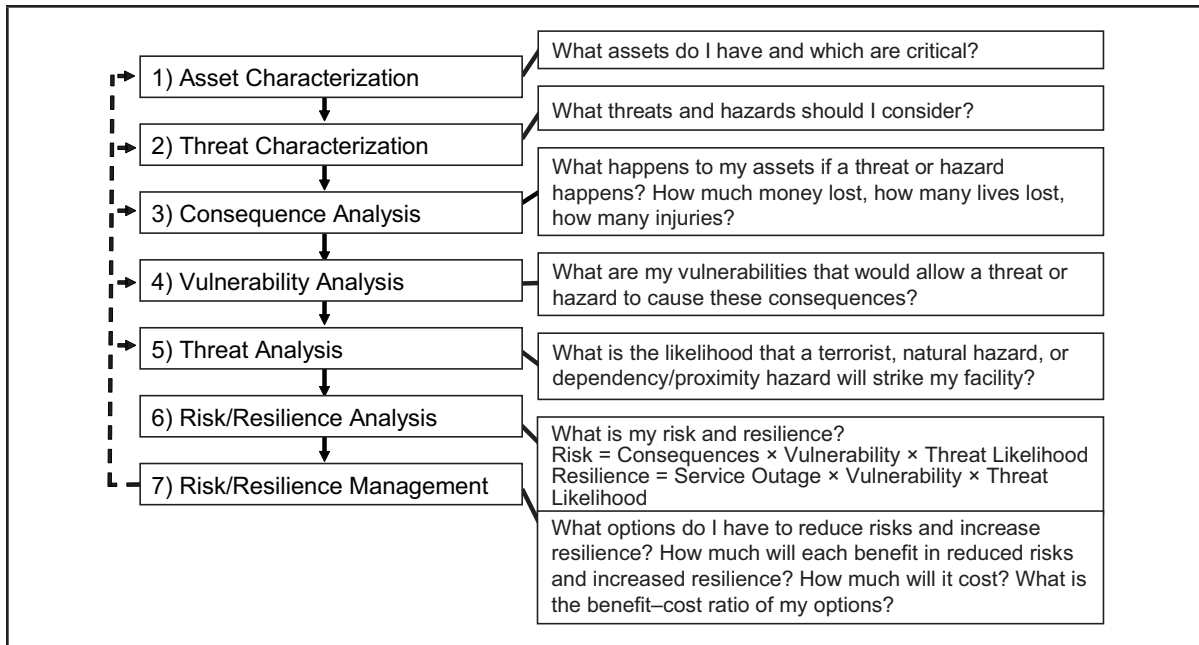 1) Asset Characterization
What assets do I have and which are critical?
2) Threat Characterization
What threats and hazards should I consider?
3) Consequence Analysis
What happens to my assets if a threat or hazard
happens? How much money lost, how many lives lost,
how many injuries?
4) Vulnerability Analysis
What are my vulnerabilities that would allow a threat or
hazard to cause these consequences?
5) Threat Analysis
What is the likelihood that a terrorist, natural hazard, or
dependency/proximity hazard will strike my facility?
6) Risk/Resilience Analysis
What is my risk and resilience?
Risk = Consequences × Vulnerability × Threat Likelihood
Resilience = Service Outage × Vulnerability × Threat
Likelihood
7) Risk/Resilience Management
What options do I have to reduce risks and increase
resilience? How much will each benefit in reduced risks
and increased resilience? How much will it cost? What is
the benefit–cost ratio of my options?